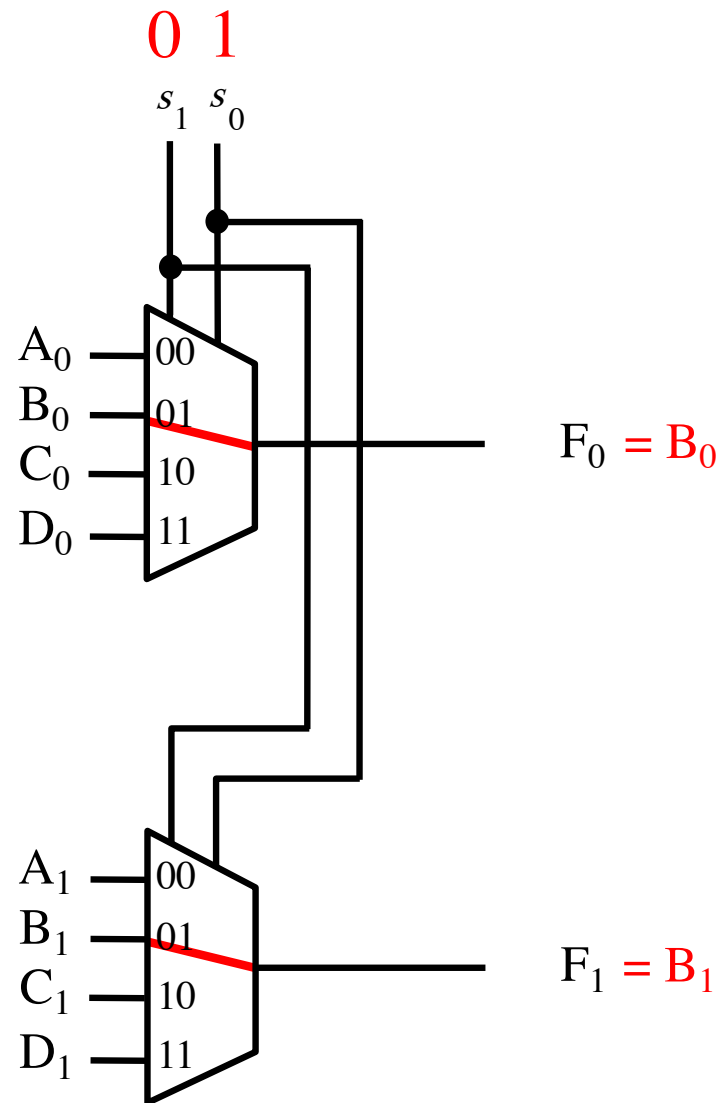 0 1
s₁ s₀
A₀ 00
B₀ 01
F₀ = B₀
C₀ 10
D₀ 11
A₁ 00
B₁ 01
F₁ = B₁
C₁ 10
D₁ 11